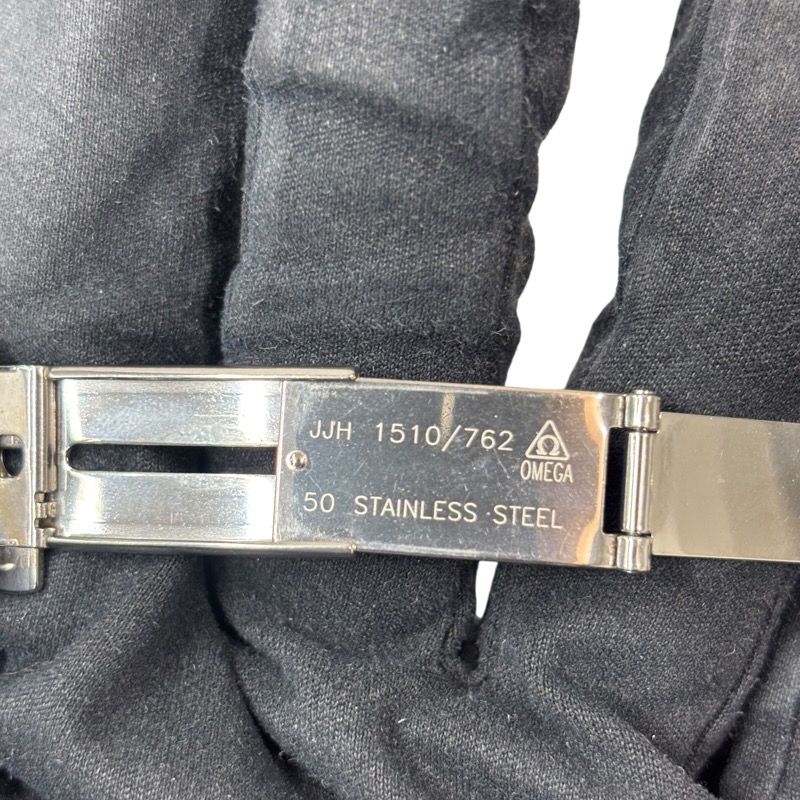 JJH 1510/762
Ω
OMEGA
50 STAINLESS STEEL